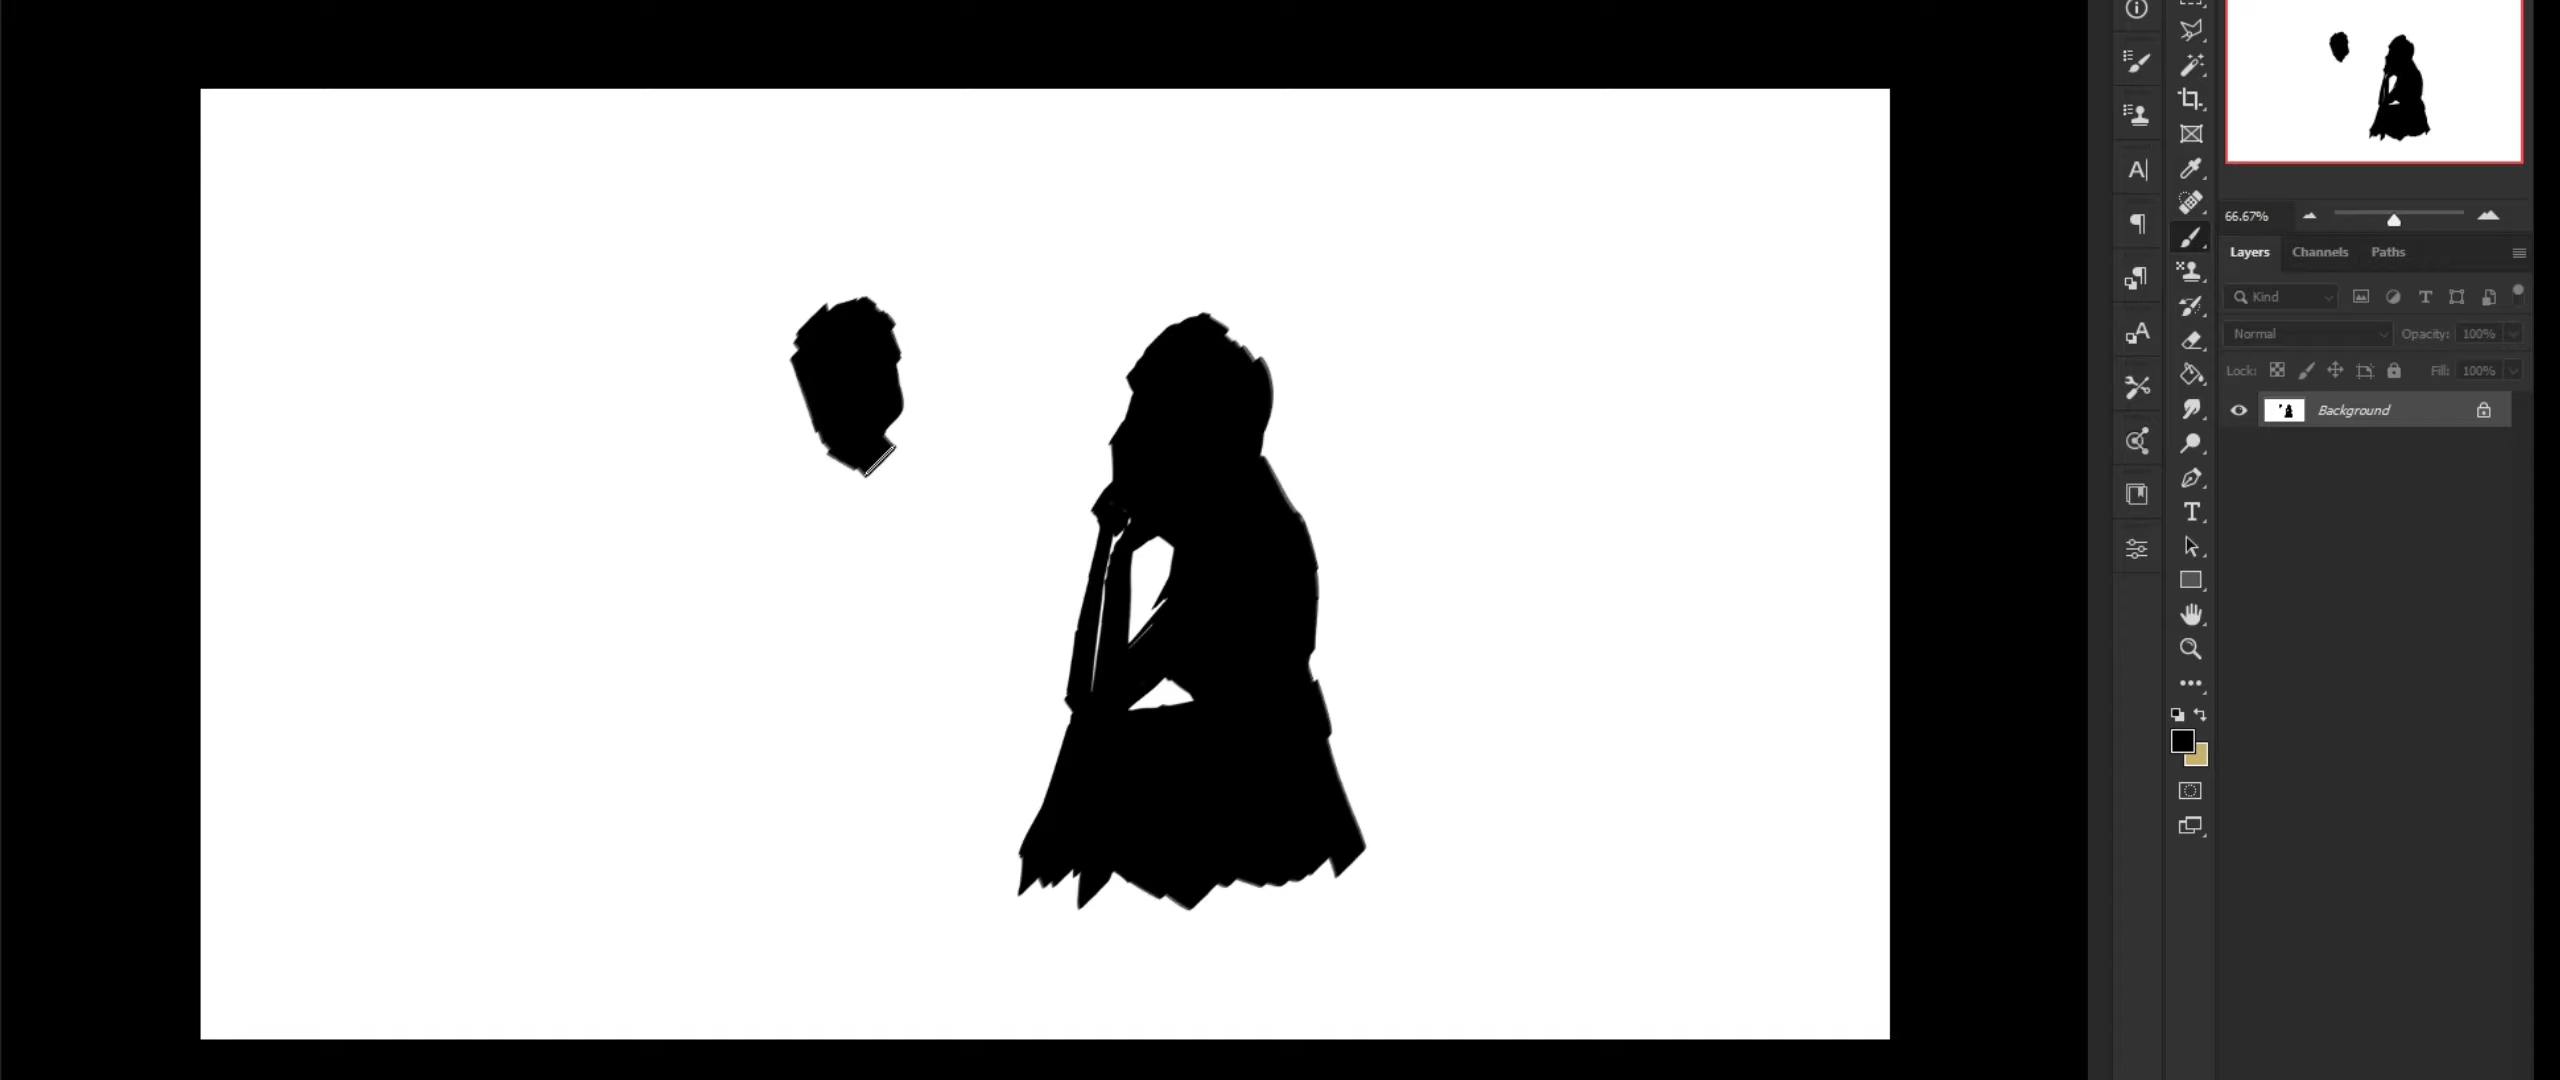 66.67%
Layers Channels Paths
Kind
Normal Opacity: 100%
Lock: Fill: 100%
Background